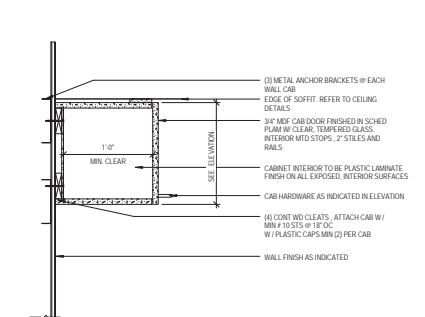 (3) METAL ANCHOR BRACKETS @ EACH
WALL CAB
EDGE OF SOFFIT. REFER TO CEILING
DETAILS
3/4" MDF CAB DOOR FINISHED IN SCHED
PLAM W/ CLEAR, TEMPERED GLASS.
INTERIOR MTD STOPS , 2" STILES AND
RAILS
1'-0"
MIN. CLEAR
SEE ELEVATION
CABINET INTERIOR TO BE PLASTIC LAMINATE
FINISH ON ALL EXPOSED, INTERIOR SURFACES
CAB HARDWARE AS INDICATED IN ELEVATION
(4) CONT WD CLEATS , ATTACH CAB W/
MIN # 10 STS @ 18" OC
W/ PLASTIC CAPS MIN (2) PER CAB
WALL FINISH AS INDICATED